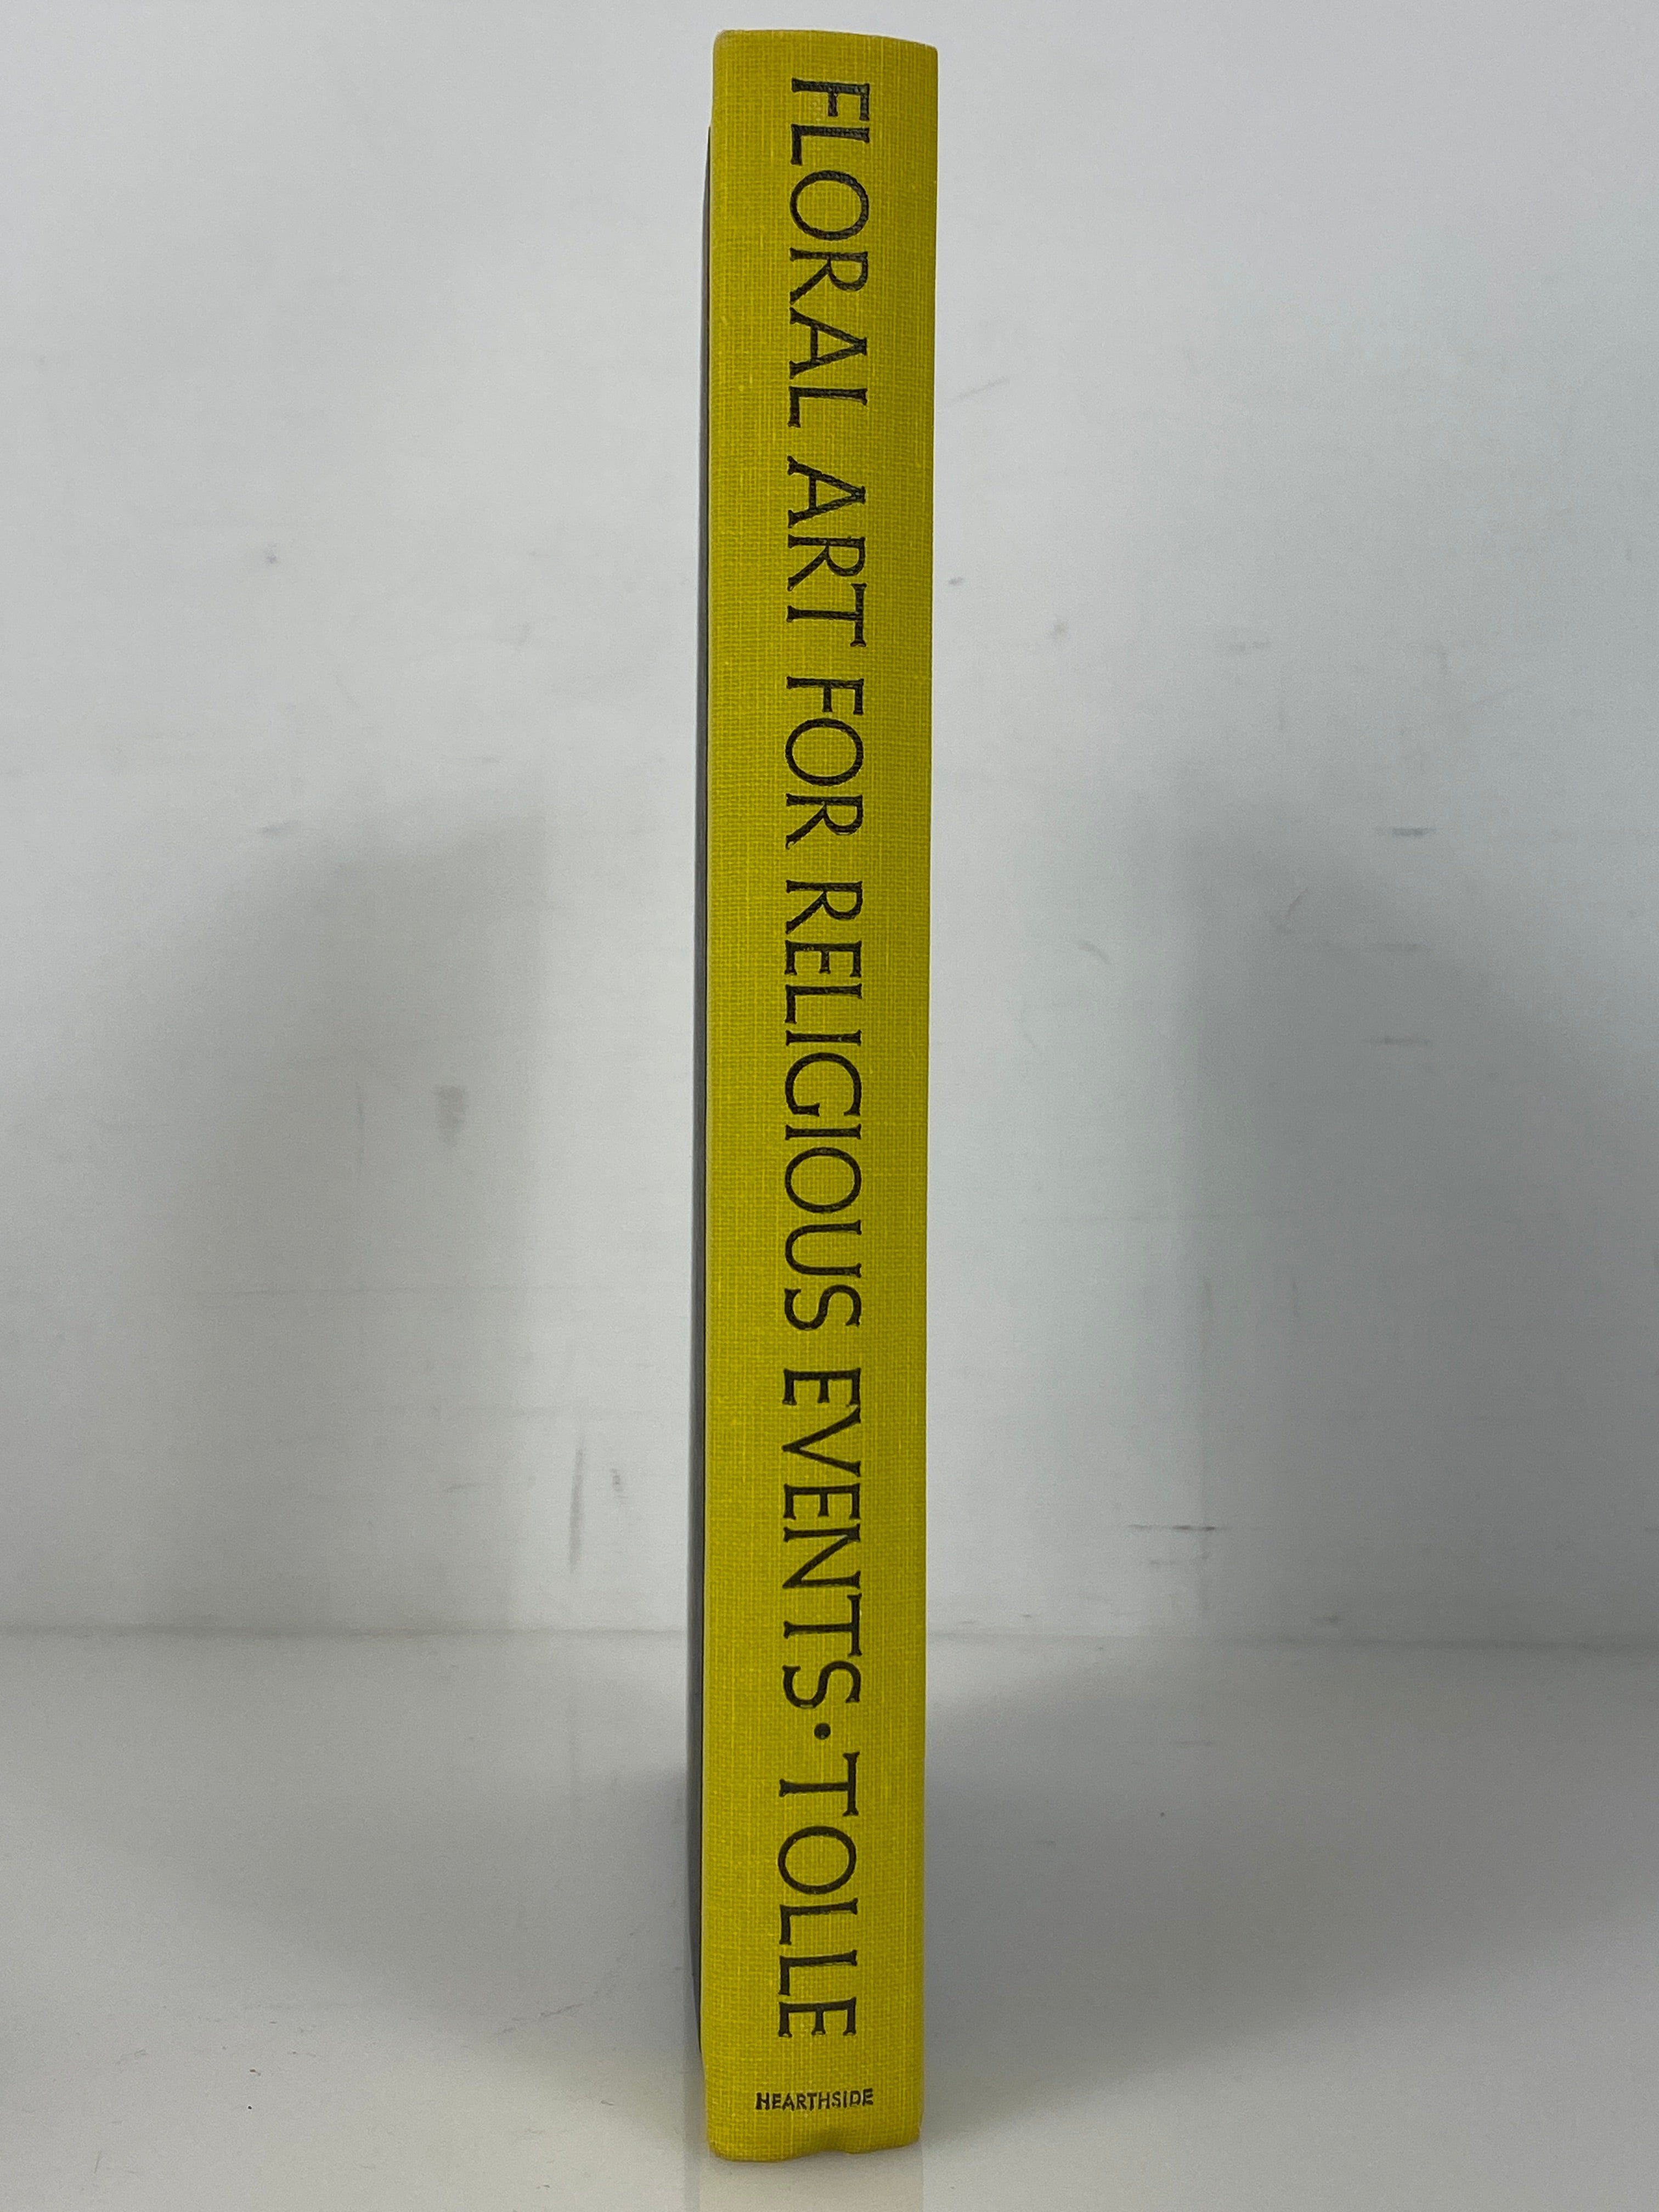 FLORAL ART FOR RELIGIOUS EVENTS • TOLLE
HEARTHSIDE